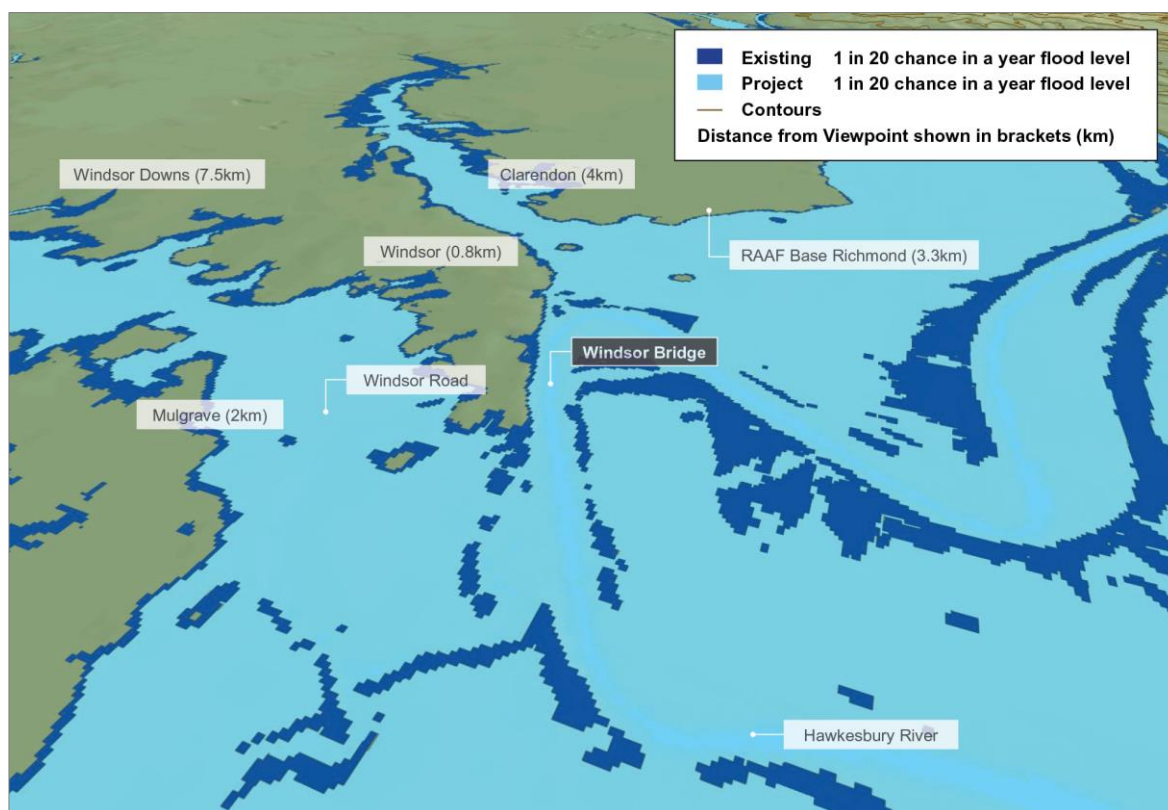 Existing 1 in 20 chance in a year flood level
Project 1 in 20 chance in a year flood level
Contours
Distance from Viewpoint shown in brackets (km)
Windsor Downs (7.5km)
Clarendon (4km)
Windsor (0.8km)
RAAF Base Richmond (3.3km)
Windsor Bridge
Windsor Road
Mulgrave (2km)
Hawkesbury River